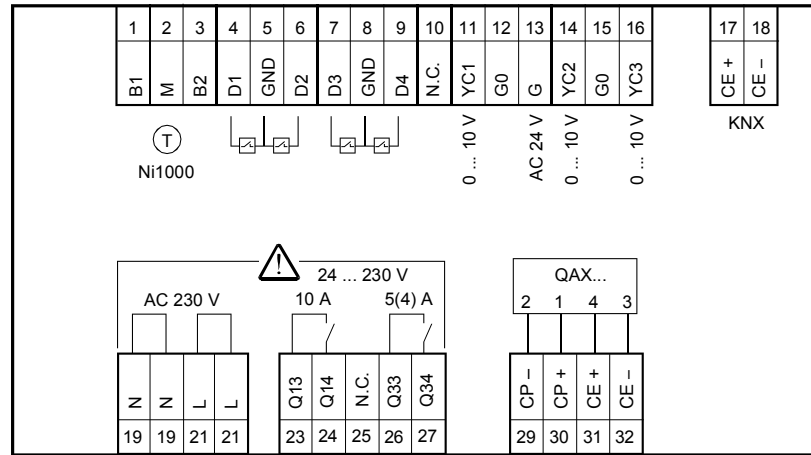 1 2 3 4 5 6 7 8 9 10 11 12 13 14 15 16 17 18
B1 M B2 D1 GND D2 D3 GND D4 N.C. YC1 G0 G YC2 G0 YC3 CE + CE –
T
Ni1000
0 ... 10 V AC 24 V 0 ... 10 V 0 ... 10 V
KNX
! 24 ... 230 V
AC 230 V 10 A 5(4) A
QAX...
2 1 4 3
N N L L Q13 Q14 N.C. Q33 Q34 CP – CP + CE + CE –
19 19 21 21 23 24 25 26 27 29 30 31 32